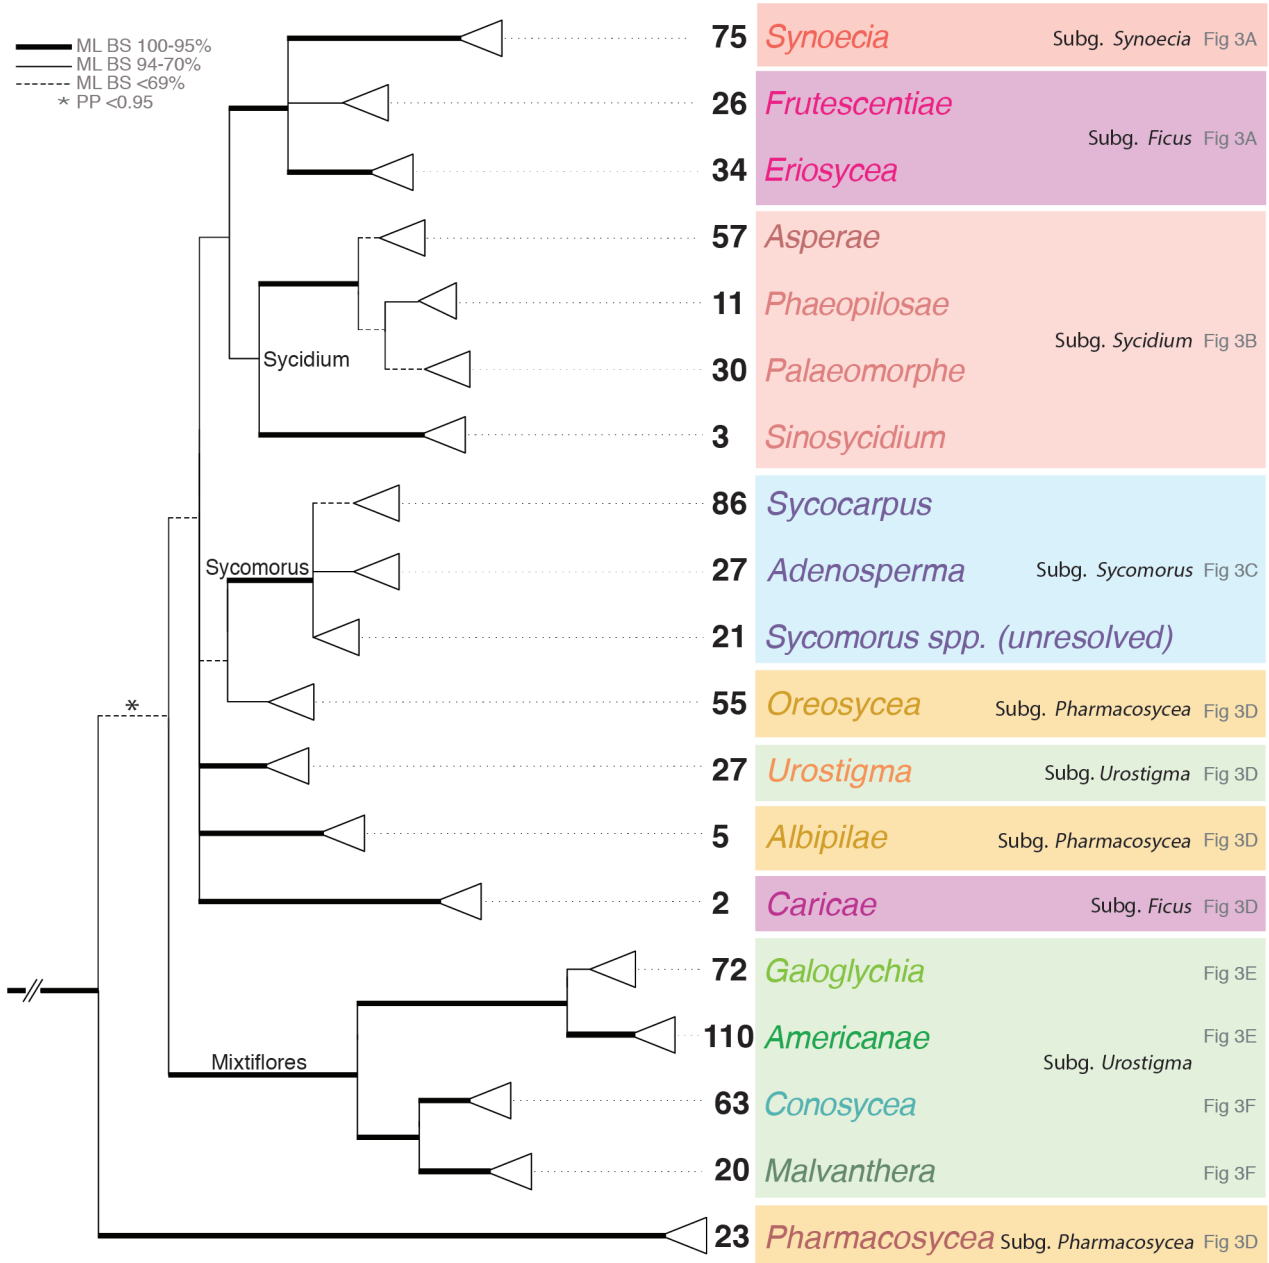 ML BS 100-95%
ML BS 94-70%
ML BS <69%
* PP <0.95
75 Synoecia Subg. Synoecia Fig 3A
26 Frutescentiae
Subg. Ficus Fig 3A
34 Eriosycea
57 Asperae
11 Phaeopilosae
Subg. Sycidium Fig 3B
Sycidium
30 Palaeomorphe
3 Sinosycidium
86 Sycocarpus
Sycomorus
27 Adenosperma Subg. Sycomorus Fig 3C
21 Sycomorus spp. (unresolved)
55 Oreosycea Subg. Pharmacosycea Fig 3D
*
27 Urostigma Subg. Urostigma Fig 3D
5 Albipilae Subg. Pharmacosycea Fig 3D
2 Caricae Subg. Ficus Fig 3D
72 Galoglychia Fig 3E
110 Americanae Fig 3E
Mixtiflores
Subg. Urostigma
63 Conosycea Fig 3F
20 Malvanthera Fig 3F
23 Pharmacosycea Subg. Pharmacosycea Fig 3D